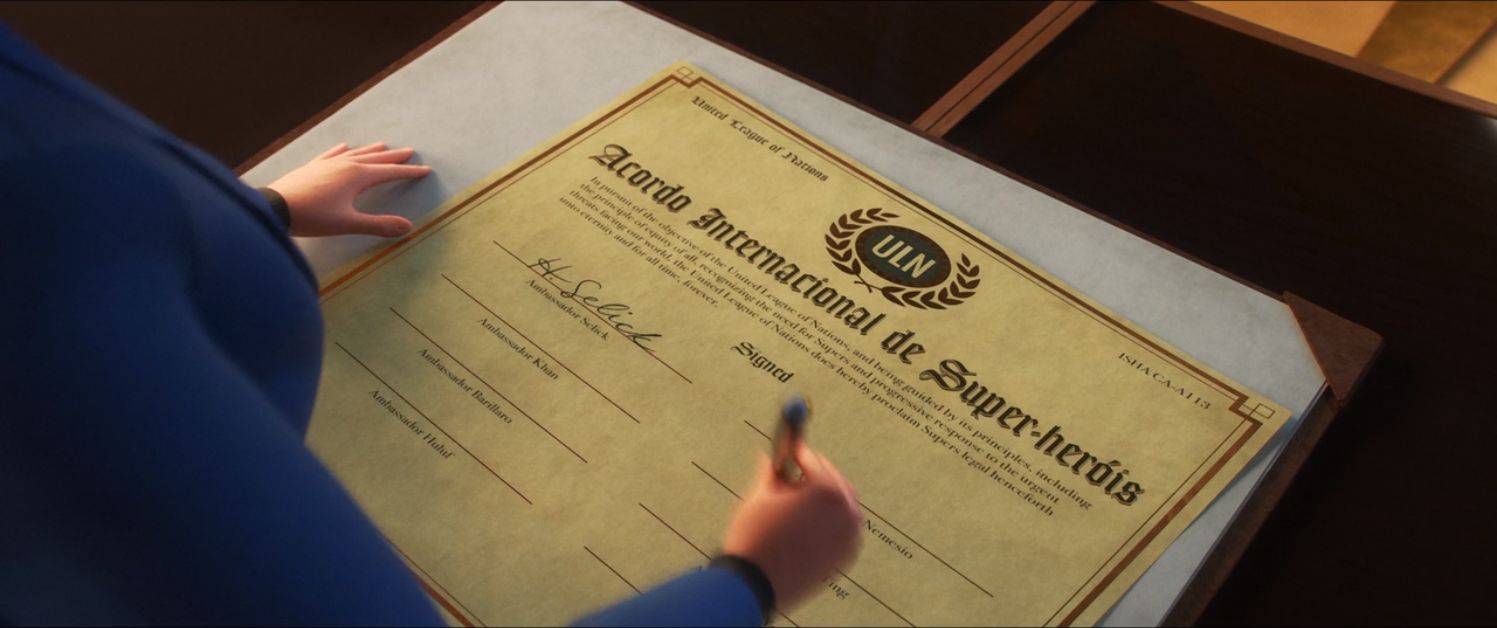 United League of Nations
ULN
ISHA CA-A113
Acordo Internacional de Super-heróis
In pursuit of the objective of the United League of Nations, and being guided by its principles, including
the principle of equity of all, recognizing the need for Supers and progressive response to the urgent
threats facing our world, the United League of Nations does hereby proclaim Supers legal henceforth
unto eternity and for all time, forever.
Signed
H Selick
Ambassador Selick
Ambassador Khan
Ambassador Barillaro
Ambassador Huluf
Nemesio